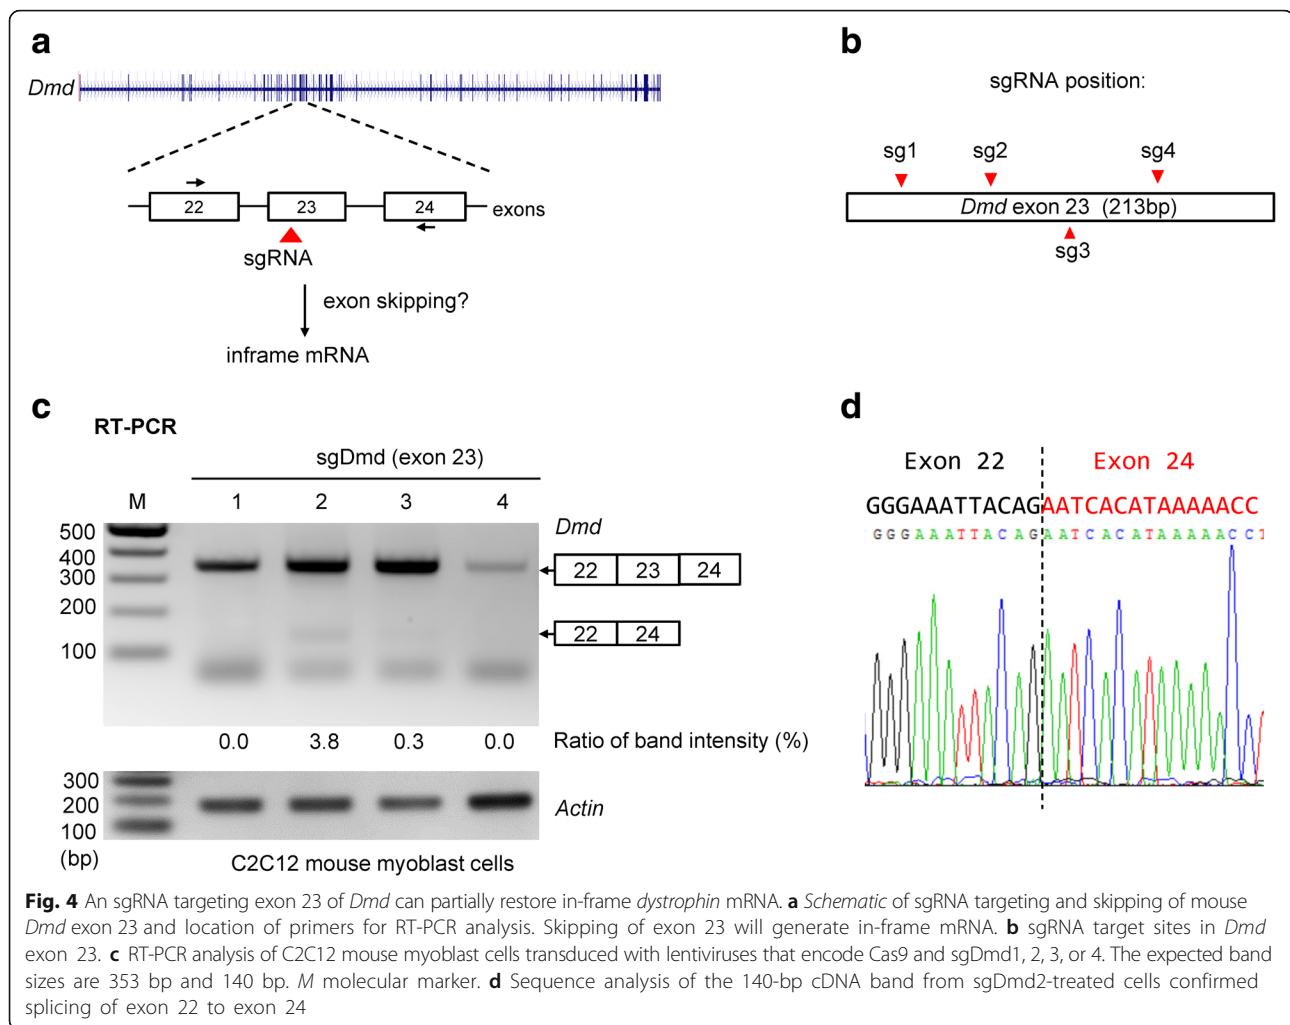 a
Dmd
22
23
24
exons
sgRNA
exon skipping?
inframe mRNA
b
sgRNA position:
sg1
sg2
sg4
Dmd exon 23 (213bp)
sg3
c
RT-PCR
sgDmd (exon 23)
M
1
2
3
4
500
400
300
200
100
Dmd
22
23
24
22
24
0.0
3.8
0.3
0.0
Ratio of band intensity (%)
300
200
100
(bp)
Actin
C2C12 mouse myoblast cells
d
Exon 22
Exon 24
GGGAAATTACAGAATCACATAAAAACC
G G G A A A T T A C A G A A T C A C A T A A A A A C C T
Fig. 4 An sgRNA targeting exon 23 of Dmd can partially restore in-frame dystrophin mRNA. a Schematic of sgRNA targeting and skipping of mouse
Dmd exon 23 and location of primers for RT-PCR analysis. Skipping of exon 23 will generate in-frame mRNA. b sgRNA target sites in Dmd
exon 23. c RT-PCR analysis of C2C12 mouse myoblast cells transduced with lentiviruses that encode Cas9 and sgDmd1, 2, 3, or 4. The expected band
sizes are 353 bp and 140 bp. M molecular marker. d Sequence analysis of the 140-bp cDNA band from sgDmd2-treated cells confirmed
splicing of exon 22 to exon 24